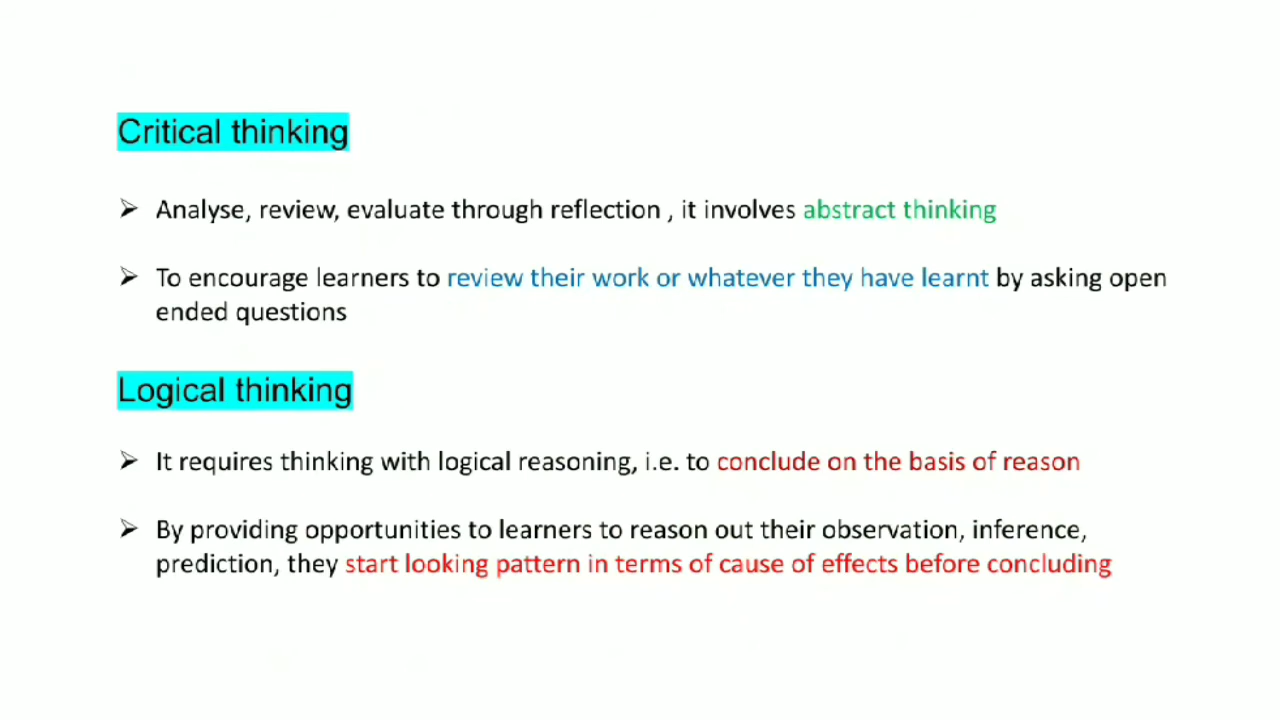 Critical thinking
➢ Analyse, review, evaluate through reflection , it involves abstract thinking
➢ To encourage learners to review their work or whatever they have learnt by asking open
ended questions
Logical thinking
➢ It requires thinking with logical reasoning, i.e. to conclude on the basis of reason
➢ By providing opportunities to learners to reason out their observation, inference,
prediction, they start looking pattern in terms of cause of effects before concluding